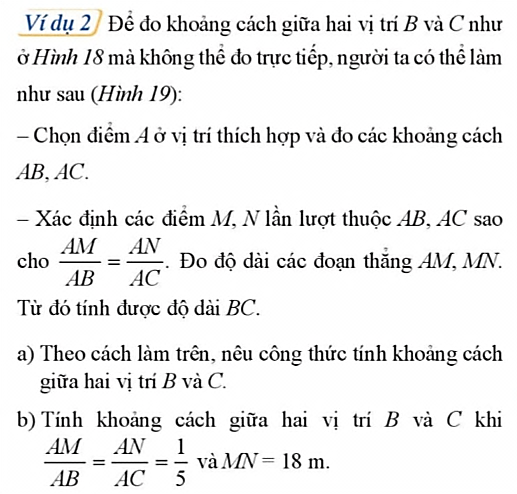 Ví dụ 2 Để đo khoảng cách giữa hai vị trí B và C như
ở Hình 18 mà không thể đo trực tiếp, người ta có thể làm
như sau (Hình 19):
– Chọn điểm A ở vị trí thích hợp và đo các khoảng cách
AB, AC.
– Xác định các điểm M, N lần lượt thuộc AB, AC sao
cho AM/AB = AN/AC. Đo độ dài các đoạn thẳng AM, MN.
Từ đó tính được độ dài BC.
a) Theo cách làm trên, nêu công thức tính khoảng cách
giữa hai vị trí B và C.
b) Tính khoảng cách giữa hai vị trí B và C khi
AM/AB = AN/AC = 1/5 và MN = 18 m.